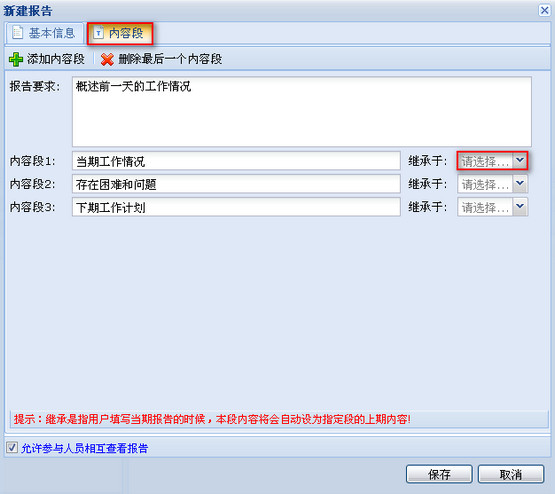 新建报告
基本信息 内容段
添加内容段 删除最后一个内容段
报告要求: 概述前一天的工作情况
内容段1: 当期工作情况 继承于: 请选择...
内容段2: 存在困难和问题 继承于: 请选择...
内容段3: 下期工作计划 继承于: 请选择...
提示：继承是指用户填写当期报告的时候，本段内容将会自动设为指定段的上期内容!
允许参与人员相互查看报告
保存 取消